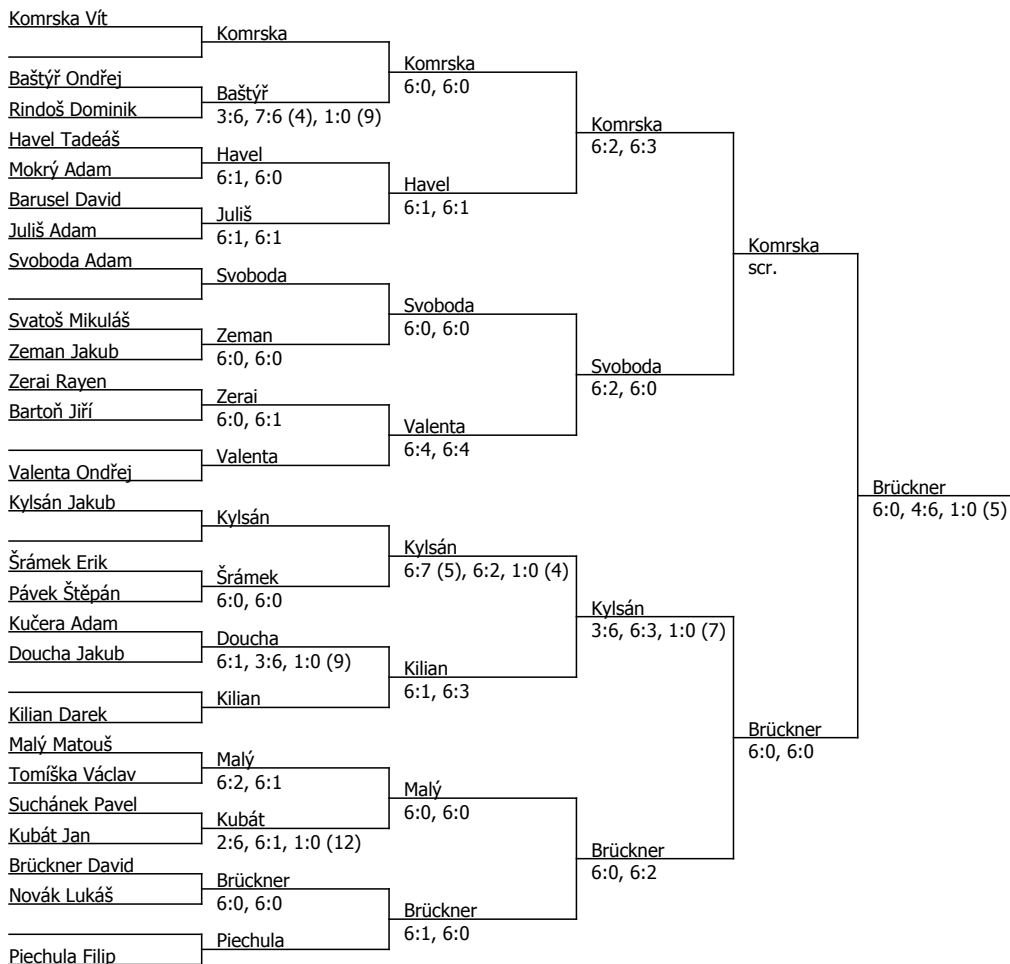 Komrska Vít
Komrska
Komrska
6:0, 6:0
Baštýř Ondřej
Baštýř
3:6, 7:6 (4), 1:0 (9)
Rindoš Dominik
Komrska
6:2, 6:3
Havel Tadeáš
Havel
6:1, 6:0
Mokrý Adam
Havel
6:1, 6:1
Barusel David
Juliš
6:1, 6:1
Juliš Adam
Komrska
scr.
Svoboda Adam
Svoboda
Svoboda
6:0, 6:0
Svatoš Mikuláš
Zeman
6:0, 6:0
Zeman Jakub
Svoboda
6:2, 6:0
Zerai Rayen
Zerai
6:0, 6:1
Bartoň Jiří
Valenta
6:4, 6:4
Valenta
Valenta Ondřej
Brückner
6:0, 4:6, 1:0 (5)
Kylsán Jakub
Kylsán
Kylsán
6:7 (5), 6:2, 1:0 (4)
Šrámek Erik
Šrámek
6:0, 6:0
Pávek Štěpán
Kylsán
3:6, 6:3, 1:0 (7)
Kučera Adam
Doucha
6:1, 3:6, 1:0 (9)
Doucha Jakub
Kilian
6:1, 6:3
Kilian
Kilian Darek
Brückner
6:0, 6:0
Malý Matouš
Malý
6:2, 6:1
Tomíška Václav
Malý
6:0, 6:0
Suchánek Pavel
Kubát
2:6, 6:1, 1:0 (12)
Kubát Jan
Brückner
6:0, 6:2
Brückner David
Brückner
6:0, 6:0
Novák Lukáš
Brückner
6:1, 6:0
Piechula
Piechula Filip